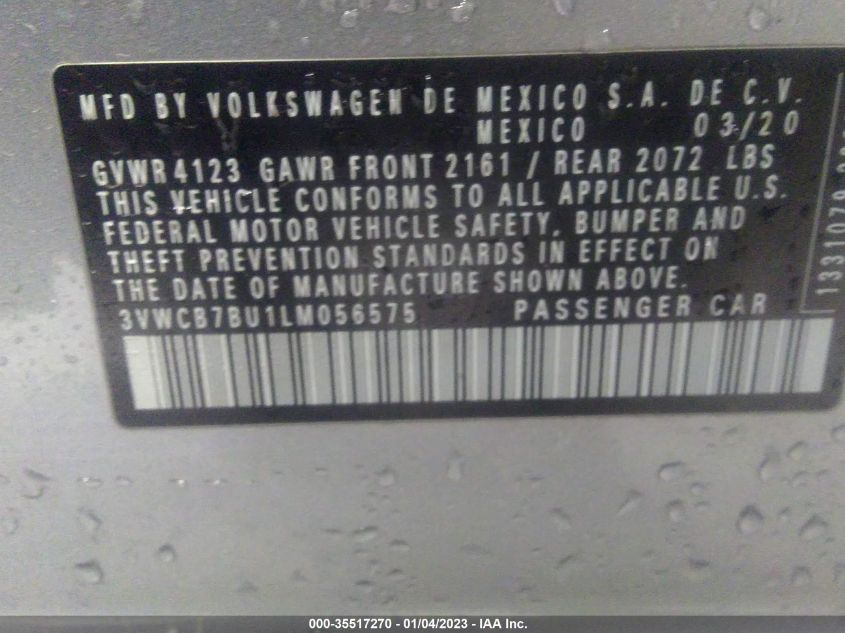 MFD BY VOLKSWAGEN DE MEXICO S.A. DE C.V.
MEXICO 03/20
GVWR 4123 GAWR FRONT 2161 / REAR 2072 LBS
THIS VEHICLE CONFORMS TO ALL APPLICABLE U.S.
FEDERAL MOTOR VEHICLE SAFETY, BUMPER AND
THEFT PREVENTION STANDARDS IN EFFECT ON
THE DATE OF MANUFACTURE SHOWN ABOVE.
3VWCB7BU1LM056575 PASSENGER CAR
1331079
000-35517270 - 01/04/2023 - IAA Inc.